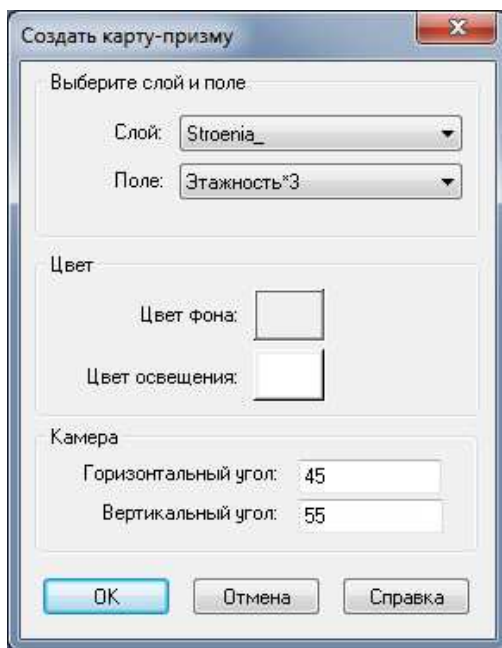 Создать карту-призму
Выберите слой и поле
Слой: Stroenia_
Поле: Этажность*3
Цвет
Цвет фона:
Цвет освещения:
Камера
Горизонтальный угол: 45
Вертикальный угол: 55
OK Отмена Справка